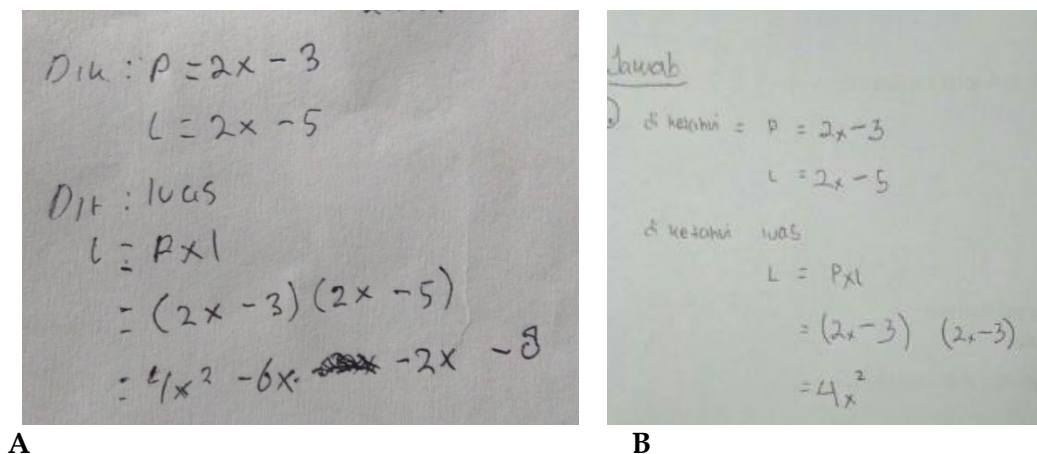 Dik : P = 2x - 3
L = 2x - 5
Dit : luas
L = P x l
= (2x - 3) (2x - 5)
= 4x² - 6x - 2x - 8
A
Jawab
di ketahui = P = 2x - 3
L = 2x - 5
di ketahui luas
L = P x l
= (2x - 3) (2x - 3)
= 4x²
B